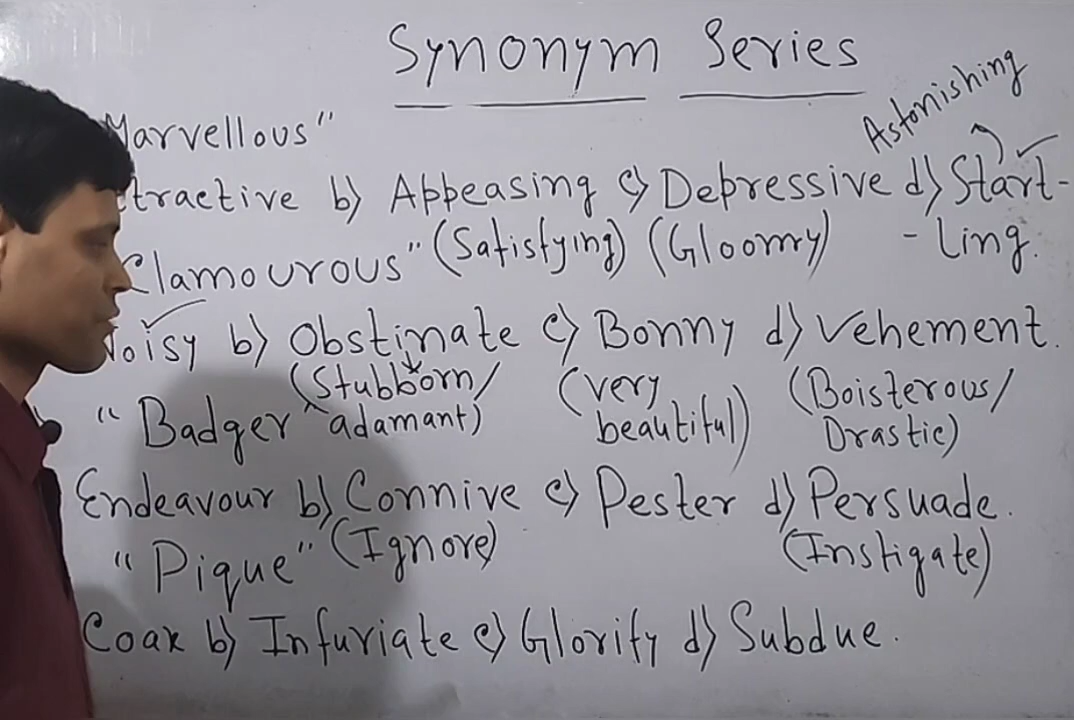 Synonym Series
Astonishing
Marvellous"
tractive b) Appeasing c) Depressive d) Start-
Clamourous" (Satisfying) (Gloomy) - Ling.
Noisy b) Obstinate c) Bonny d) Vehement.
(Stubborn/ (very (Boisterous/
"Badger" adamant) beautiful) Drastic)
Endeavour b) Connive c) Pester d) Persuade.
"Pique" (Ignore) (Instigate)
Coax b) Infuriate c) Glorify d) Subdue.